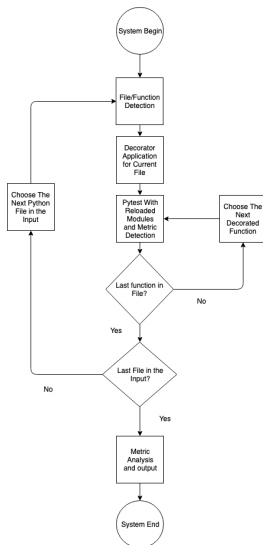 System Begin
File/Function
Detection
Decorator
Application
for Current
File
Choose The
Next Python
File in the
Input
Pytest With
Reloaded
Modules
and Metric
Detection
Choose The
Next
Decorated
Function
Last function in
File?
No
Yes
Last File in the
Input?
No
Yes
Metric
Analysis
and output
System End